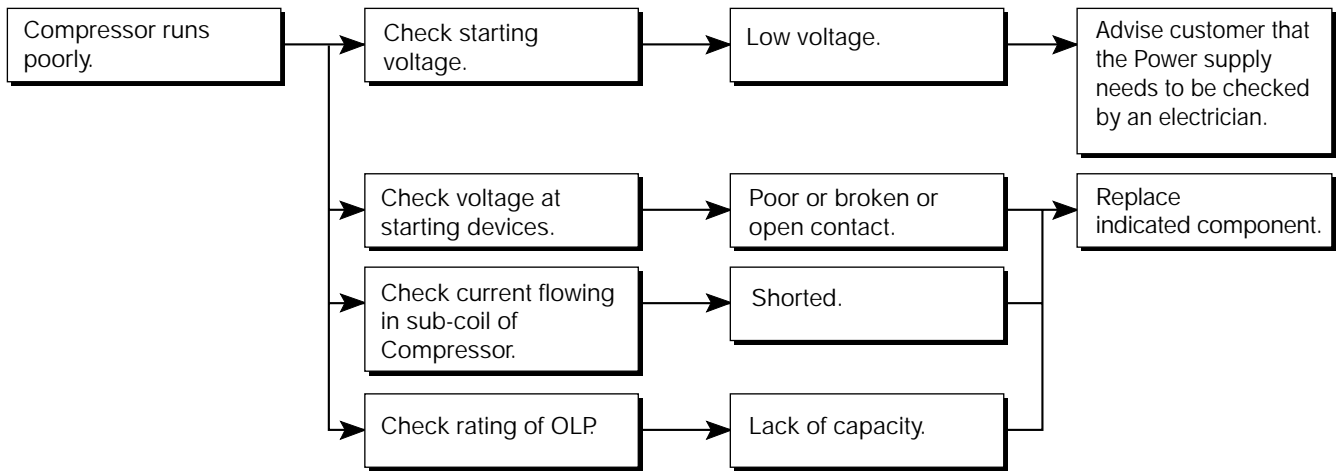 Compressor runs
poorly.
Check starting
voltage.
Low voltage.
Advise customer that
the Power supply
needs to be checked
by an electrician.
Check voltage at
starting devices.
Poor or broken or
open contact.
Replace
indicated component.
Check current flowing
in sub-coil of
Compressor.
Shorted.
Check rating of OLP.
Lack of capacity.